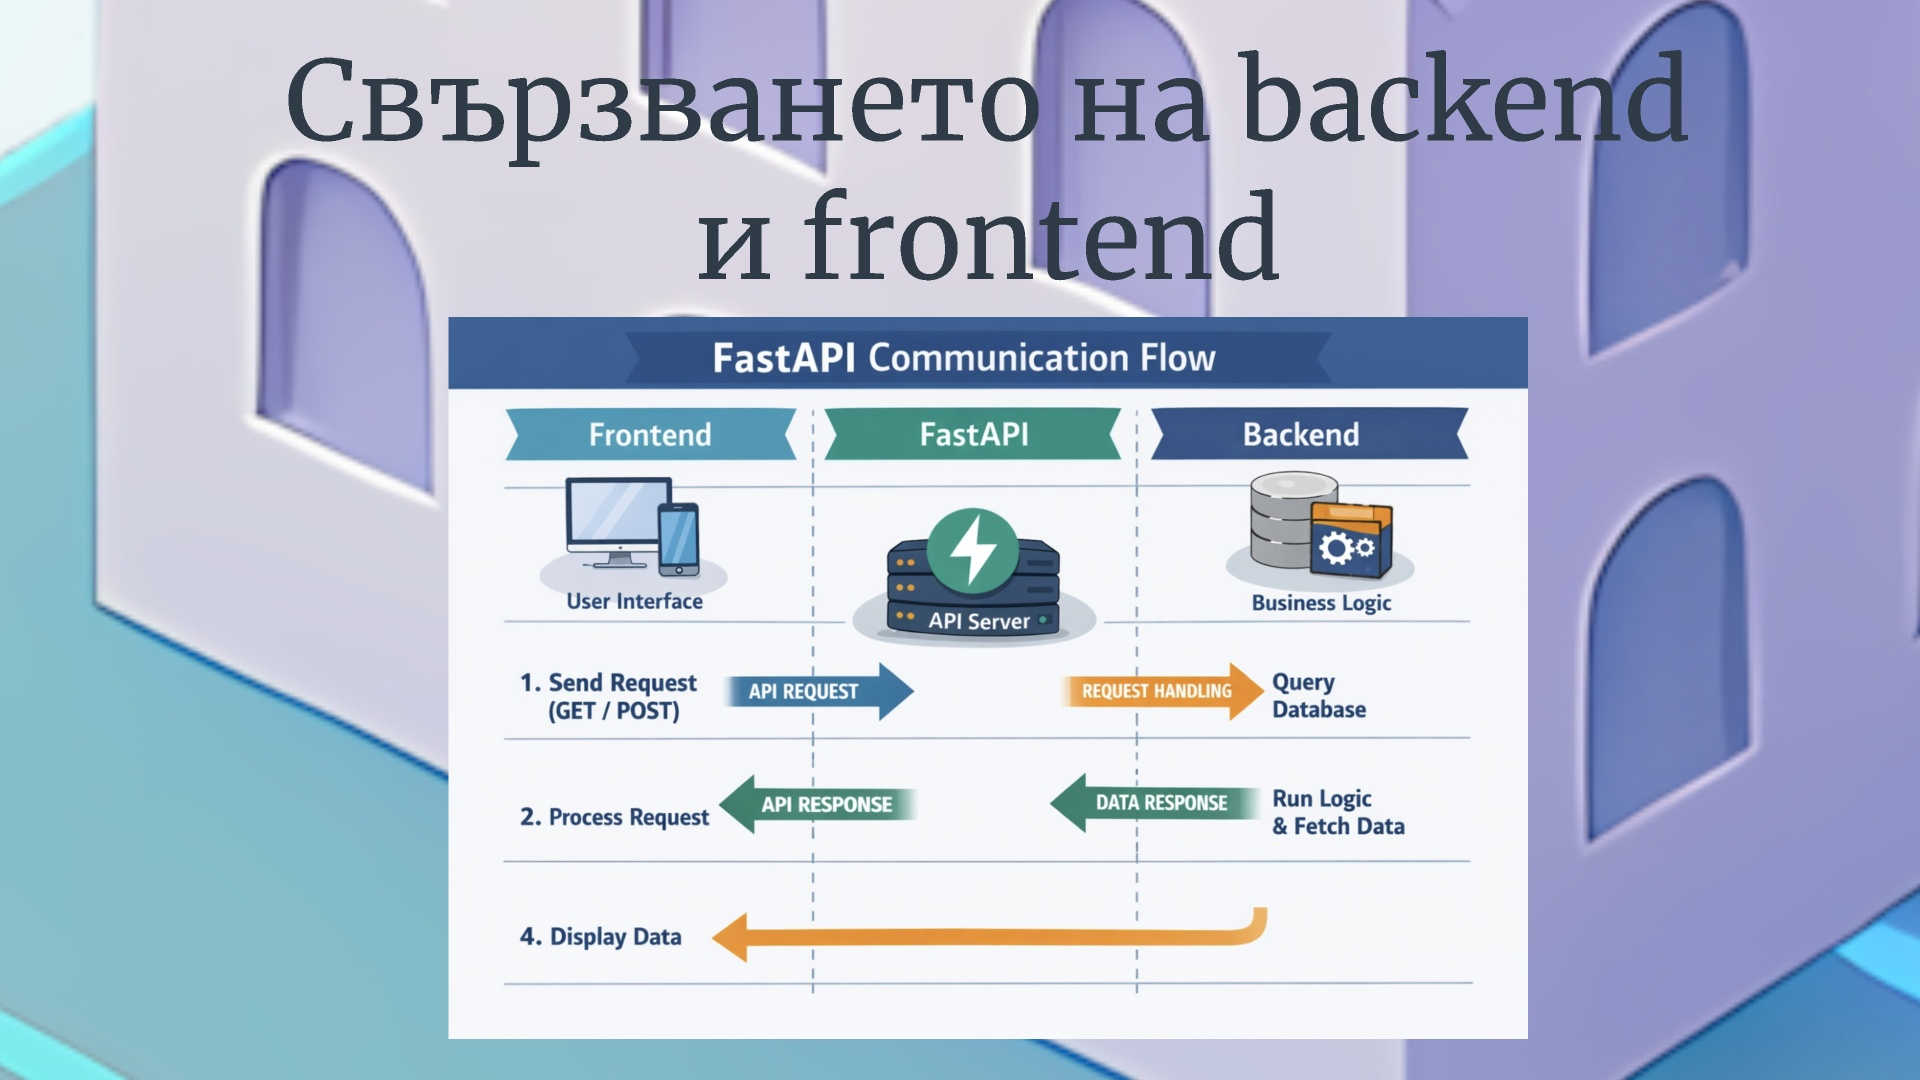 Свързването на backend
и frontend
FastAPI Communication Flow
Frontend
FastAPI
Backend
User Interface
API Server
Business Logic
1. Send Request
(GET / POST)
API REQUEST
REQUEST HANDLING
Query
Database
2. Process Request
API RESPONSE
DATA RESPONSE
Run Logic
& Fetch Data
4. Display Data